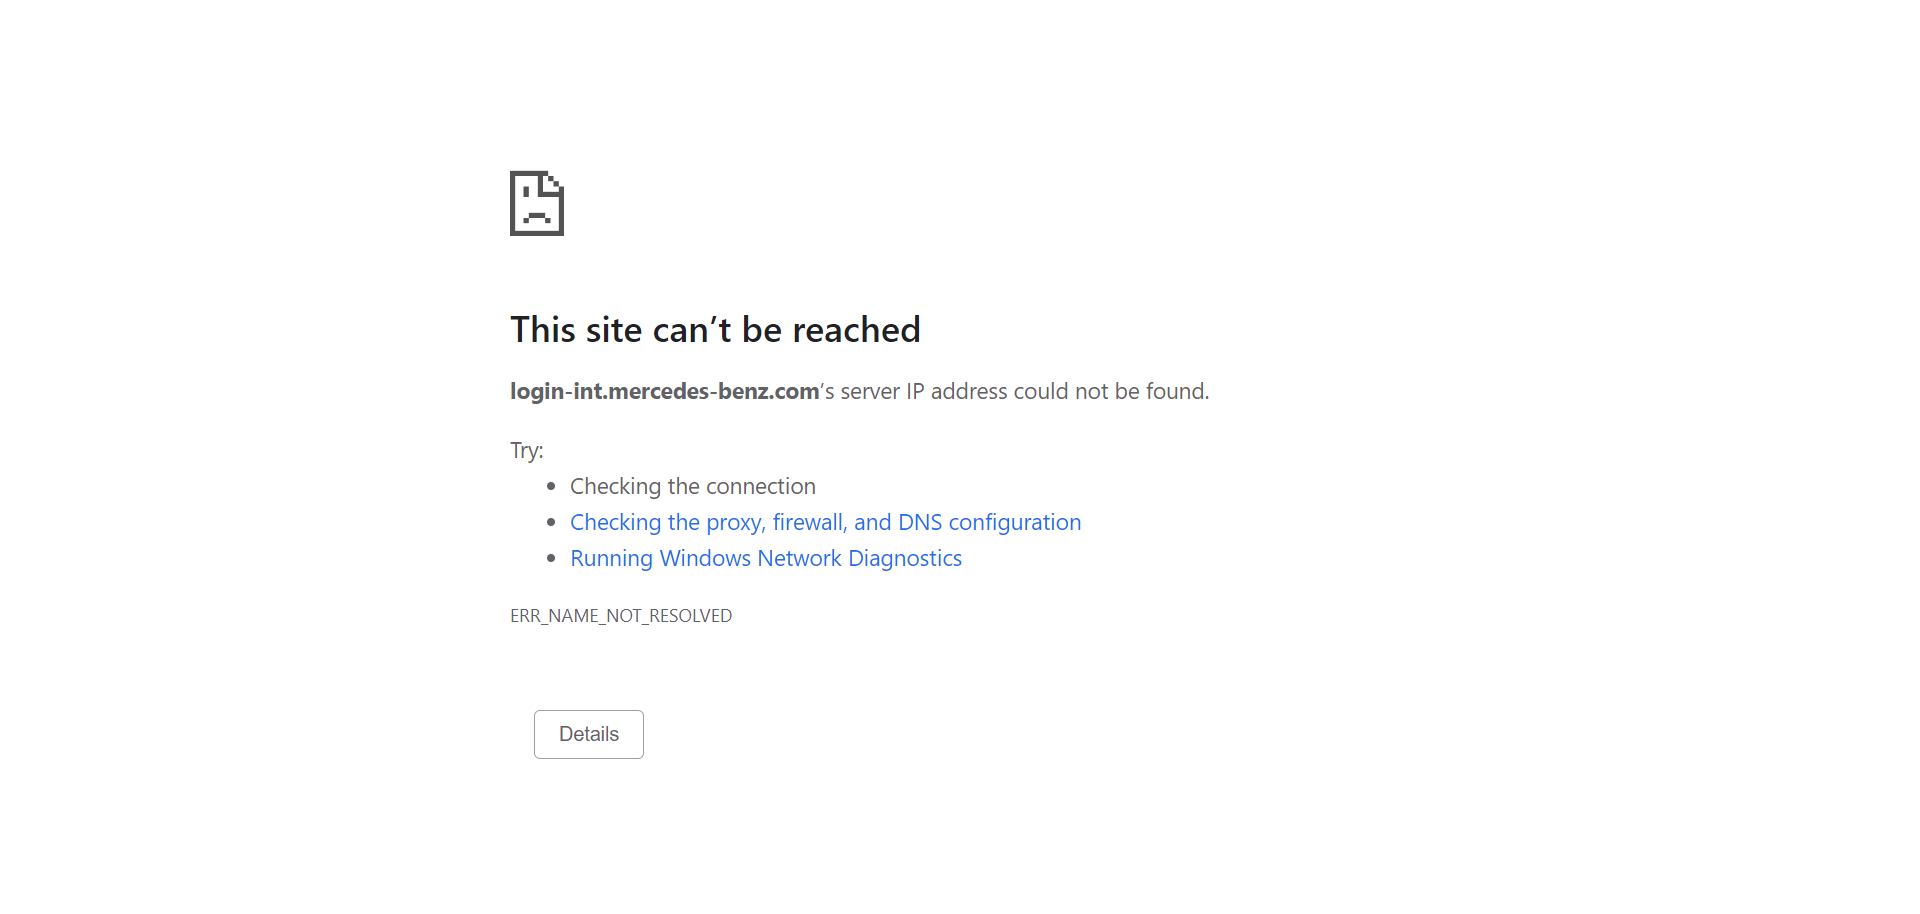 This site can’t be reached
login-int.mercedes-benz.com’s server IP address could not be found.
Try:
• Checking the connection
• Checking the proxy, firewall, and DNS configuration
• Running Windows Network Diagnostics
ERR_NAME_NOT_RESOLVED
Details